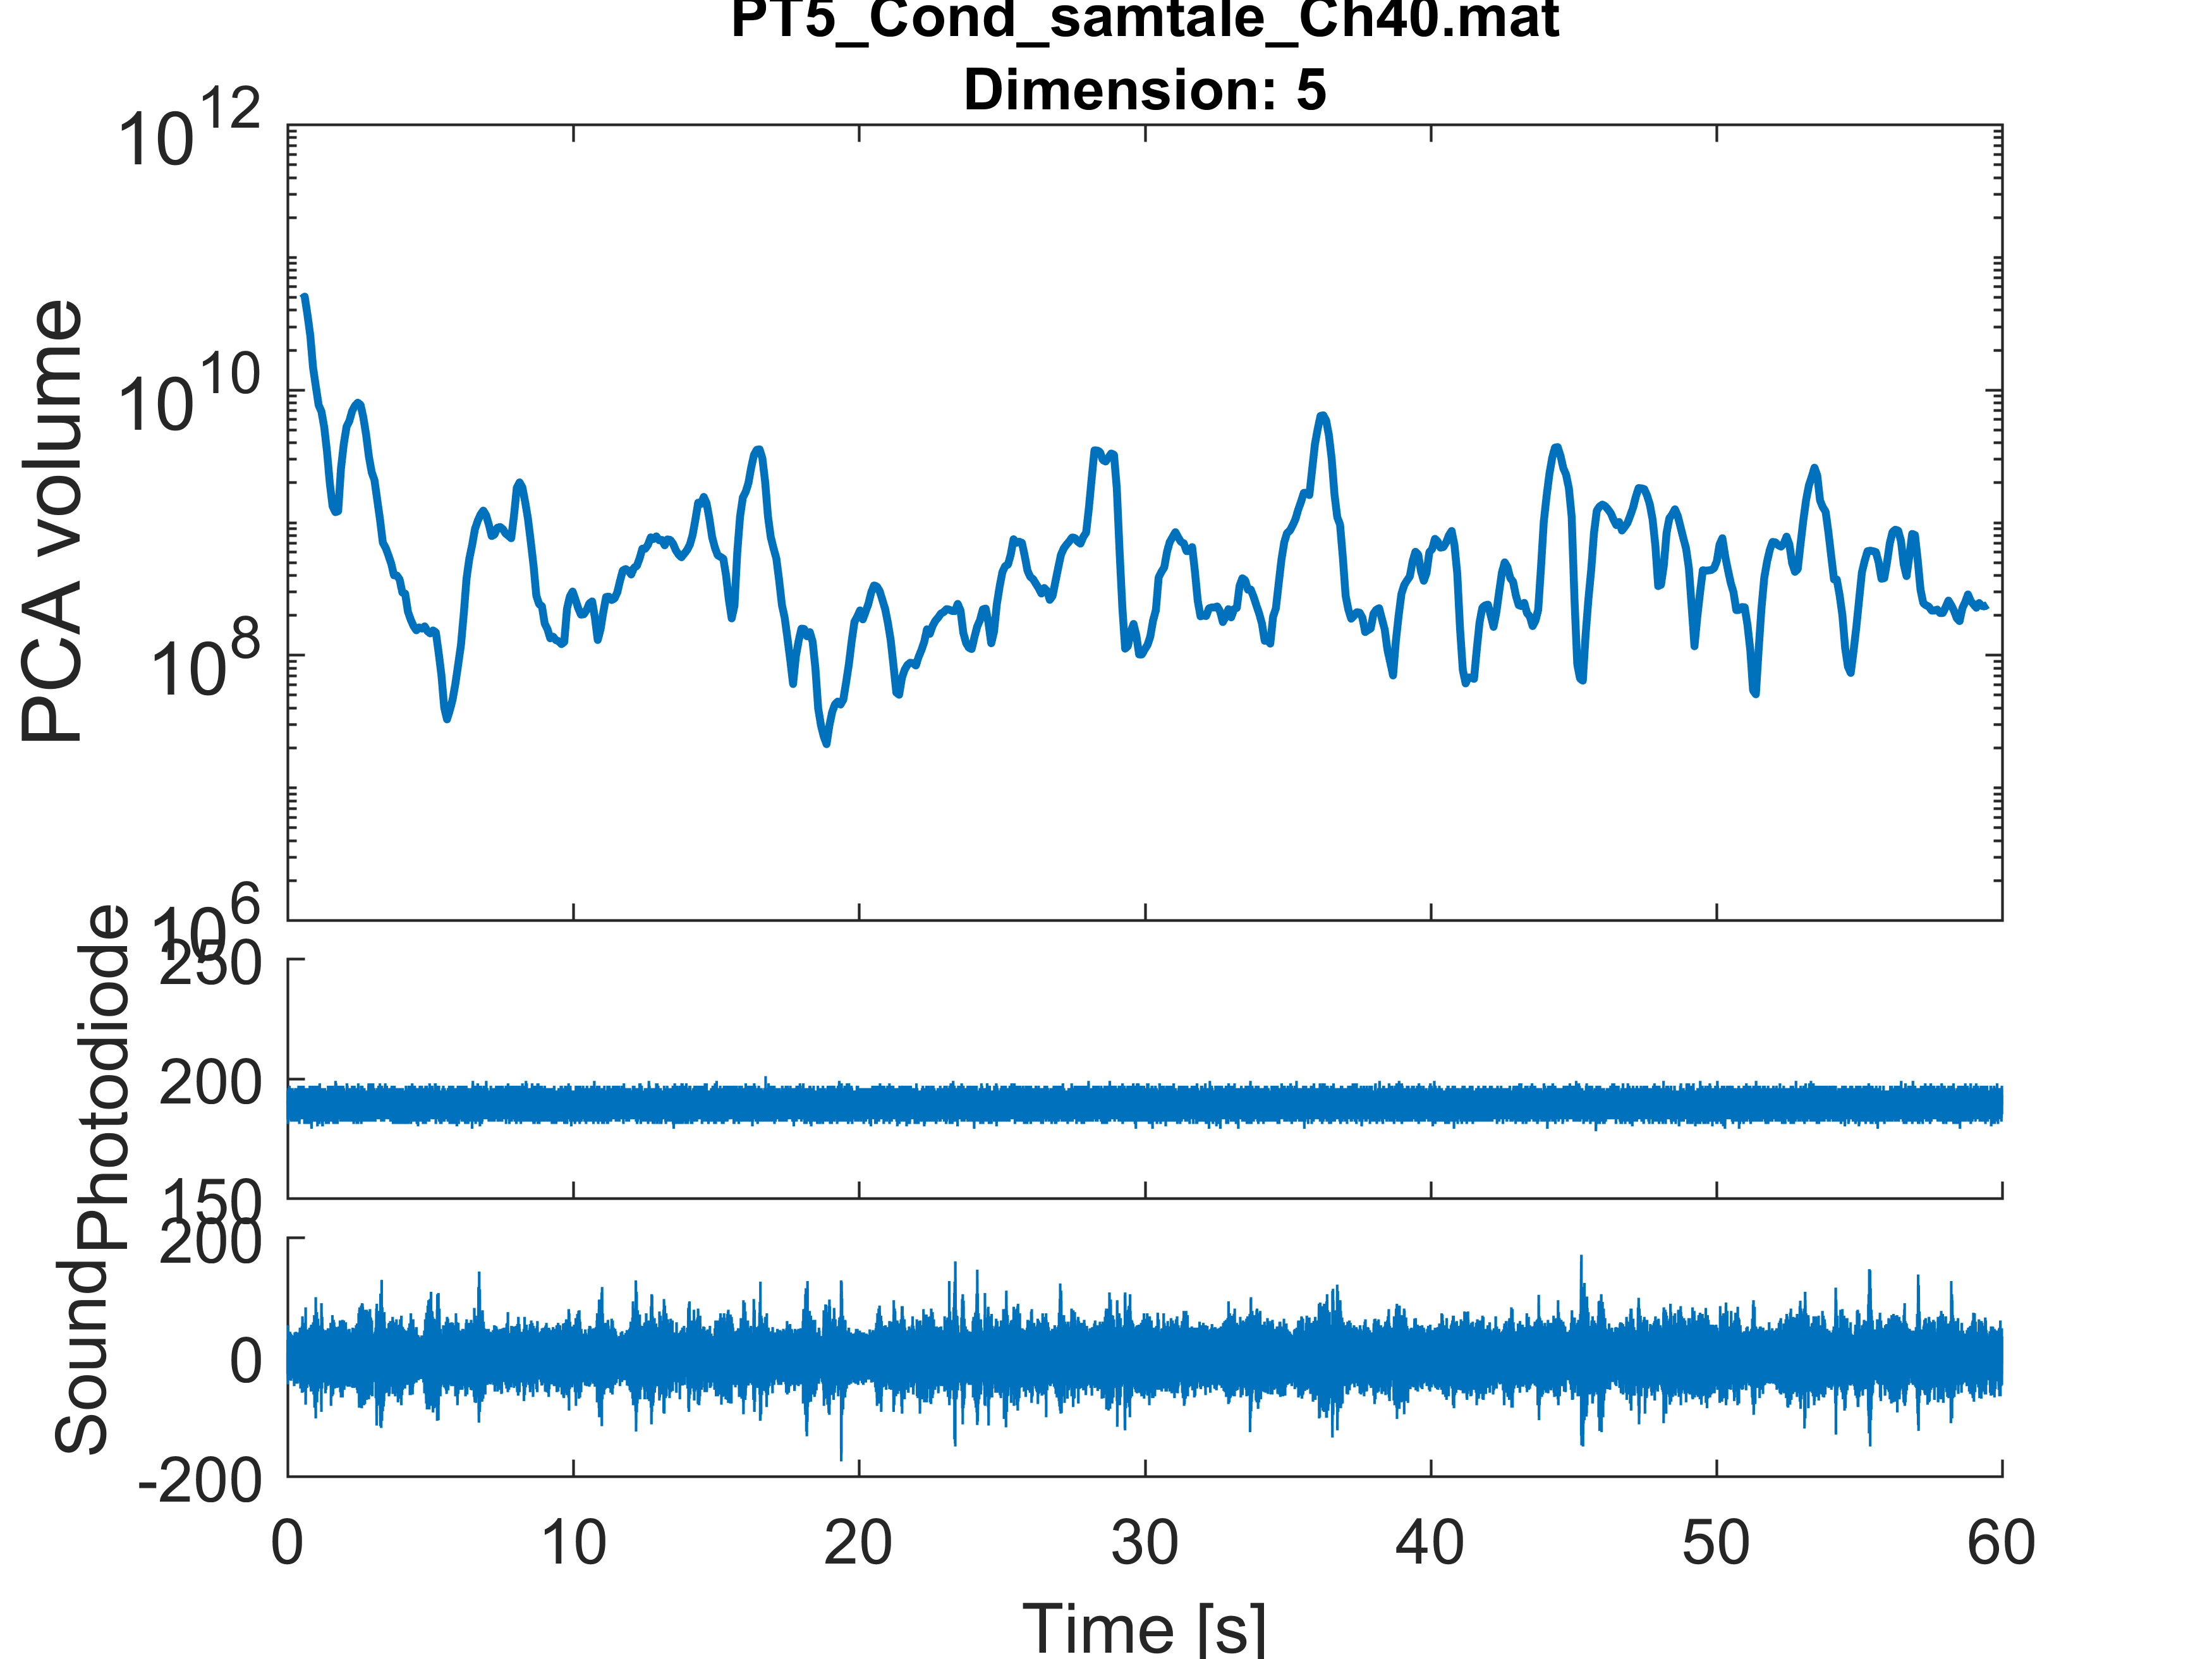 PT5_Cond_samtale_Ch40.mat
Dimension: 5
10^12
10^10
10^8
10^6
PCA volume
250
200
150
Photodiode
200
0
-200
Sound
0 10 20 30 40 50 60
Time [s]